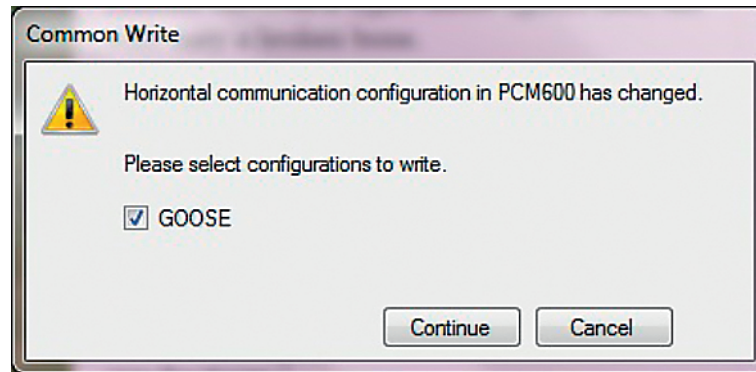 Common Write
Horizontal communication configuration in PCM600 has changed.
Please select configurations to write.
GOOSE
Continue
Cancel